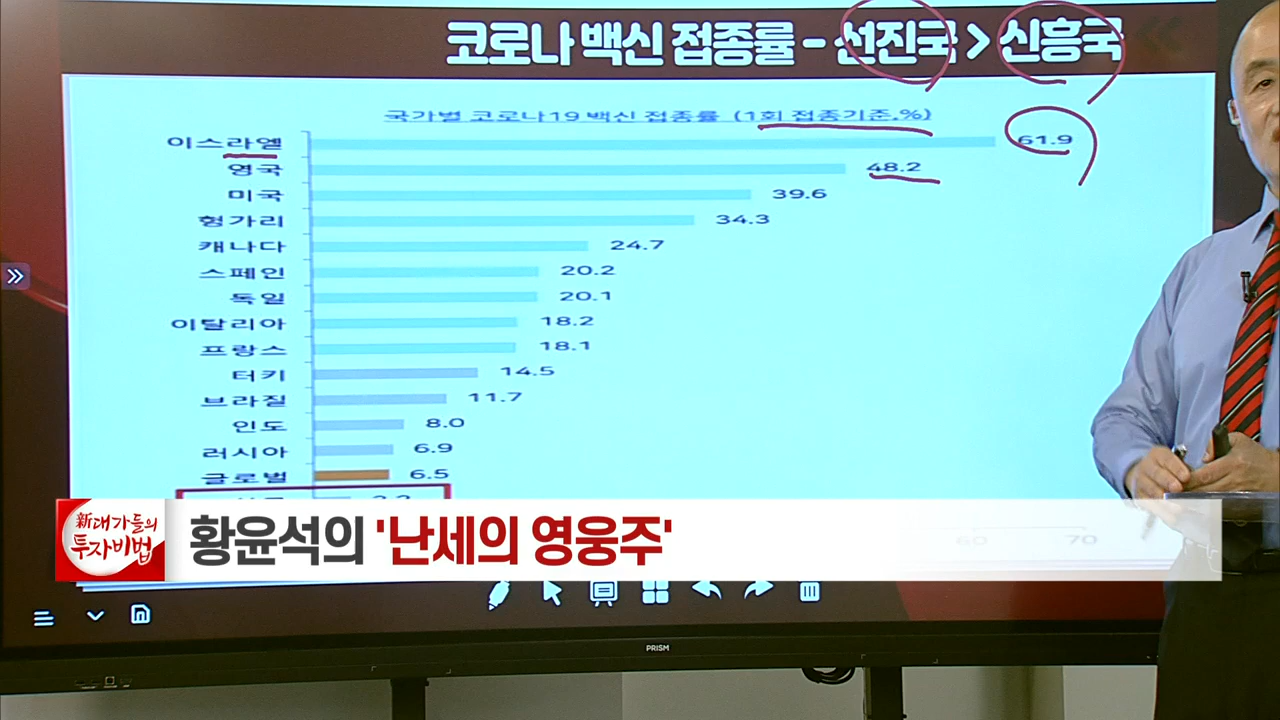 코로나 백신 접종률 - 선진국 > 신흥국
국가별 코로나19 백신 접종률 (1회 접종기준,%)
이스라엘 61.9
영국 48.2
미국 39.6
헝가리 34.3
캐나다 24.7
스페인 20.2
독일 20.1
이탈리아 18.2
프랑스 18.1
터키 14.5
브라질 11.7
인도 8.0
러시아 6.9
글로벌 6.5
60 70
新대가들의
투자비법
황윤석의 '난세의 영웅주'
PRISM